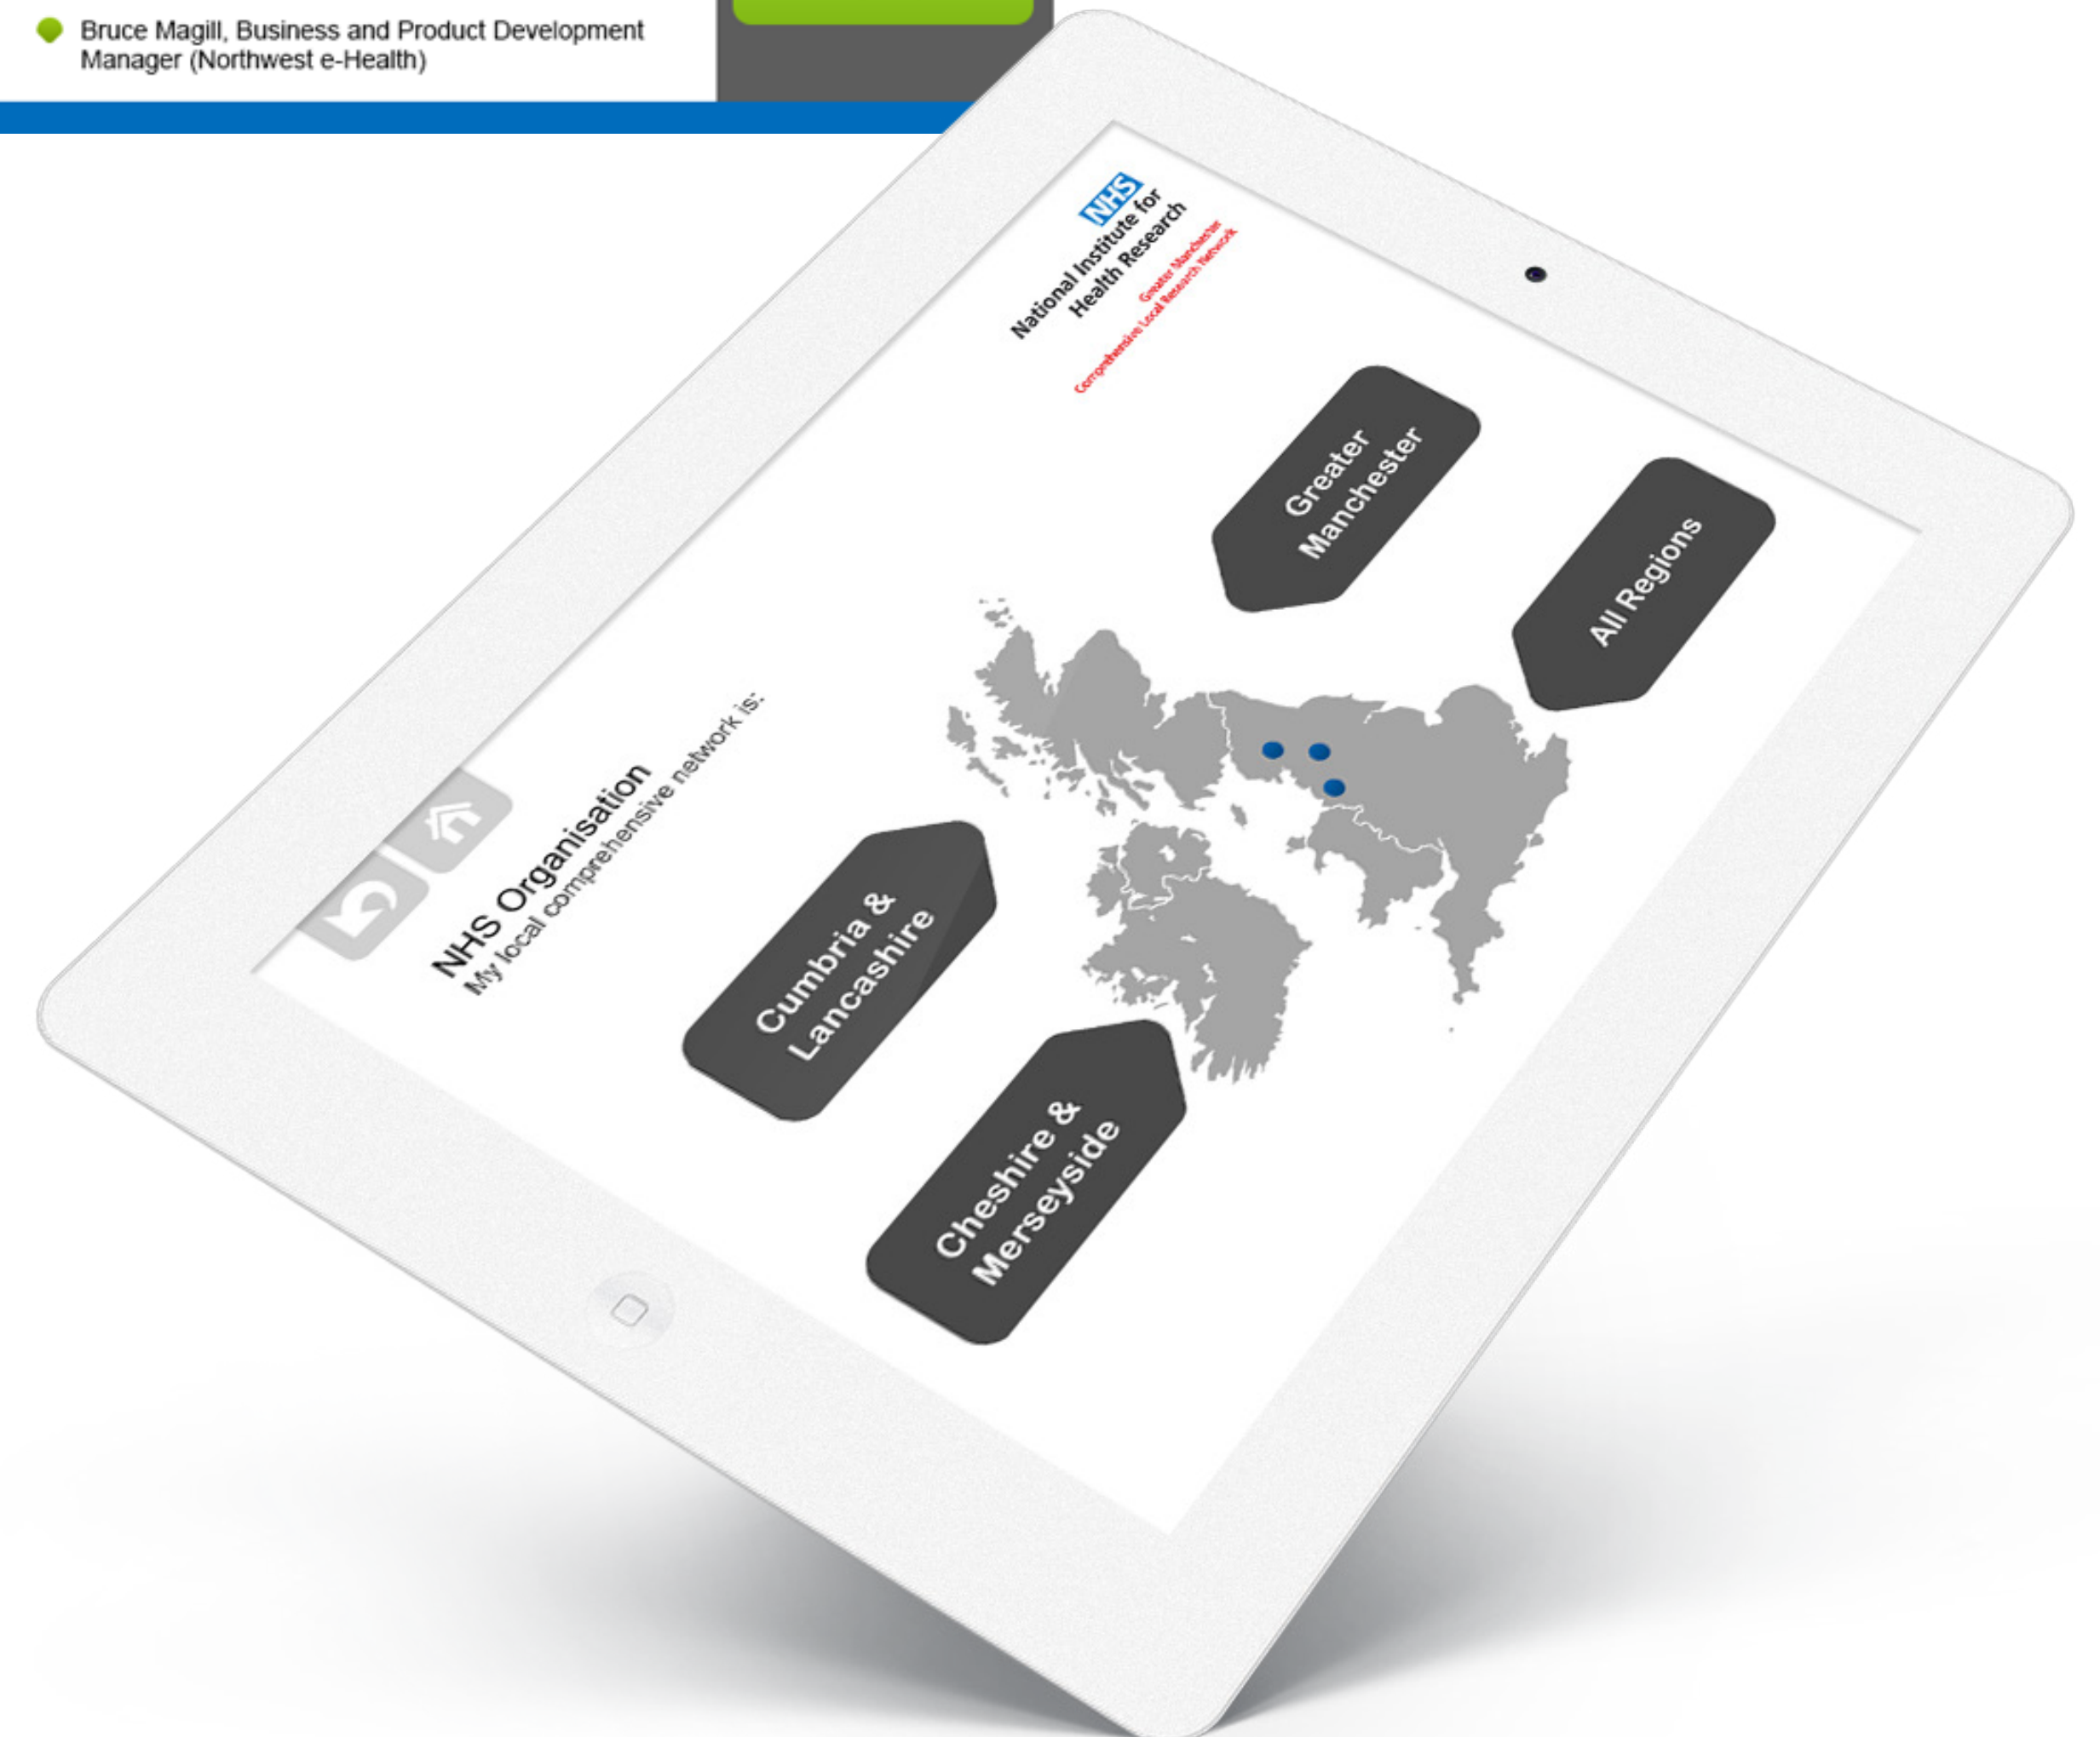 Bruce Magill, Business and Product Development
Manager (Northwest e-Health)
NHS
National Institute for
Health Research
Greater Manchester
Comprehensive Local Research Network
NHS Organisation
My local comprehensive network is:
Greater
Manchester
All Regions
Cumbria &
Lancashire
Cheshire &
Merseyside